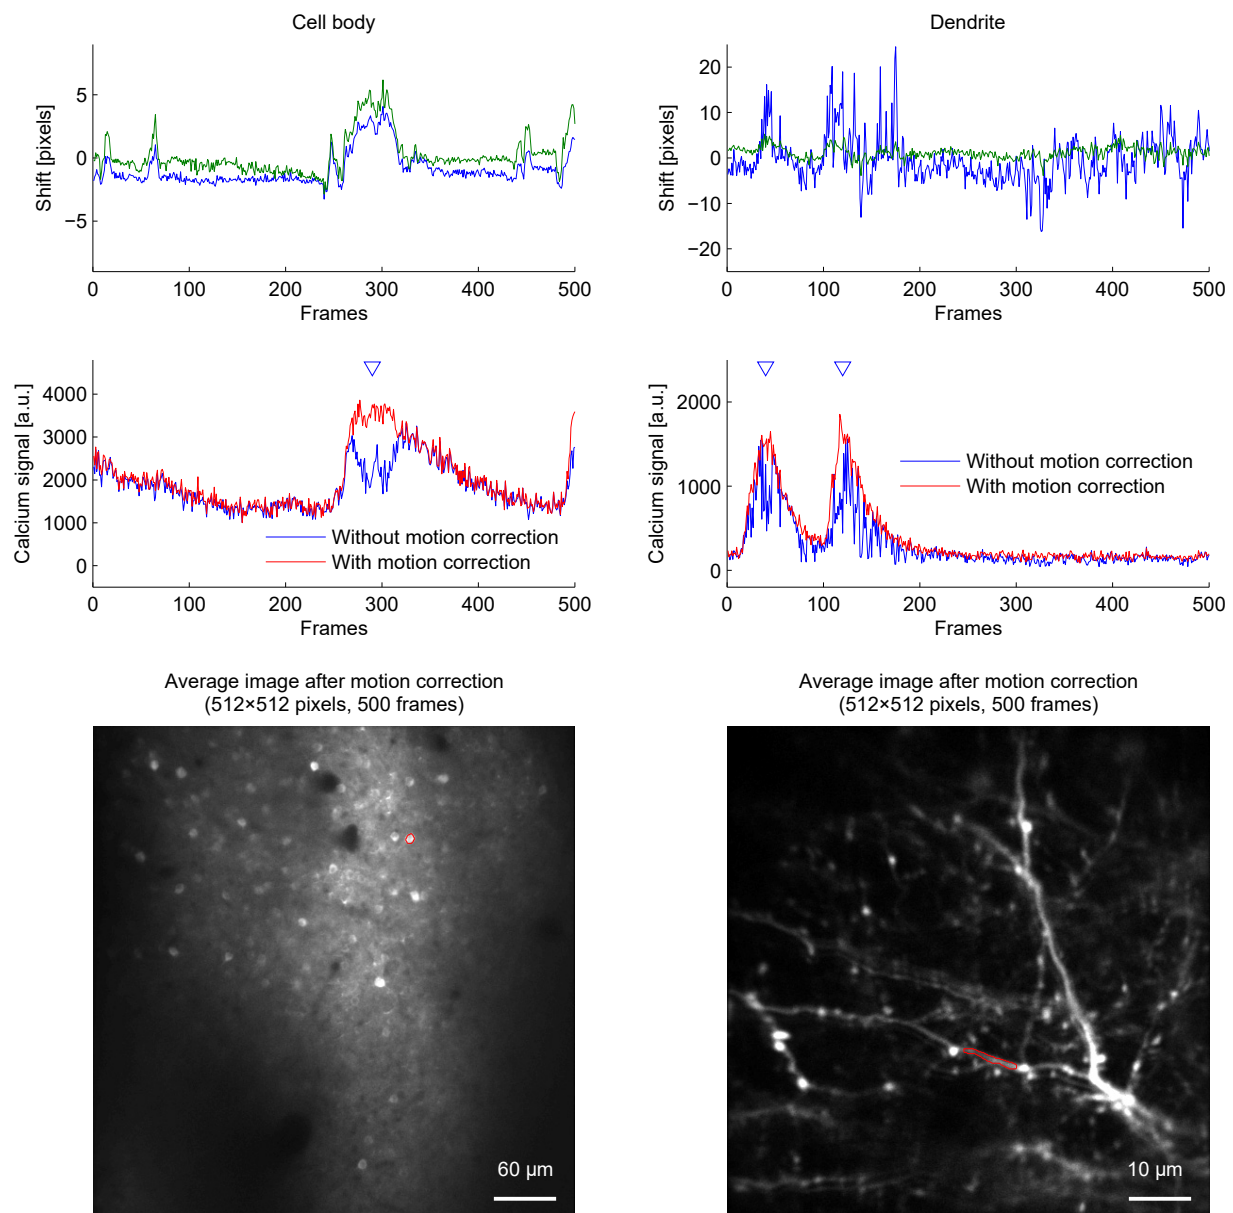 Cell body
Shift [pixels]
5
0
−5
0 100 200 300 400 500
Frames
Dendrite
Shift [pixels]
20
10
0
−10
−20
0 100 200 300 400 500
Frames
Calcium signal [a.u.]
4000
3000
2000
1000
0
Without motion correction
With motion correction
0 100 200 300 400 500
Frames
Calcium signal [a.u.]
2000
1000
0
Without motion correction
With motion correction
0 100 200 300 400 500
Frames
Average image after motion correction
(512×512 pixels, 500 frames)
60 µm
Average image after motion correction
(512×512 pixels, 500 frames)
10 µm